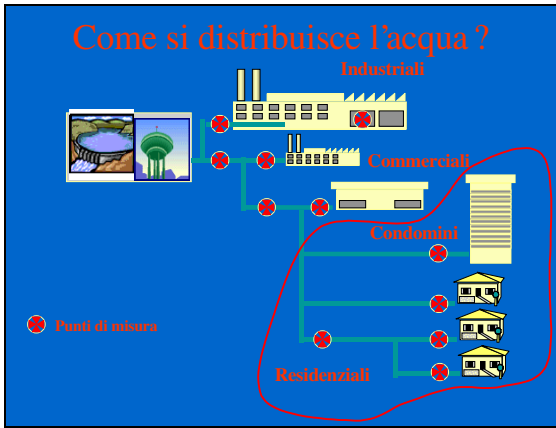 Come si distribuisce l'acqua ?
Industriali
Commerciali
Condomini
Punti di misura
Residenziali